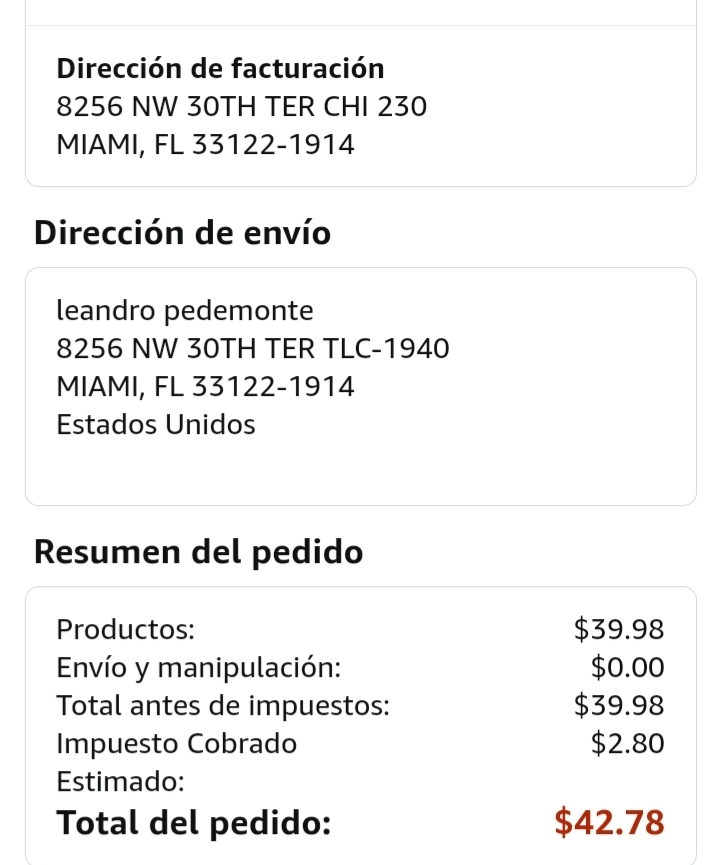 Dirección de facturación
8256 NW 30TH TER CHI 230
MIAMI, FL 33122-1914
Dirección de envío
leandro pedemonte
8256 NW 30TH TER TLC-1940
MIAMI, FL 33122-1914
Estados Unidos
Resumen del pedido
Productos: $39.98
Envío y manipulación: $0.00
Total antes de impuestos: $39.98
Impuesto Cobrado $2.80
Estimado:
Total del pedido: $42.78